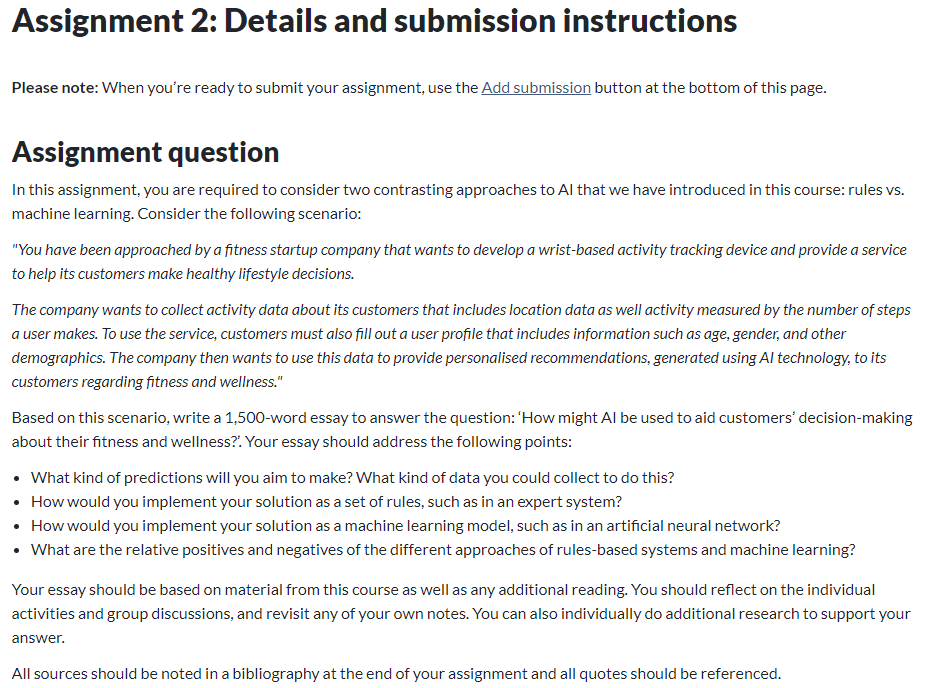 Assignment 2: Details and submission instructions
Please note: When you're ready to submit your assignment, use the Add submission button at the bottom of this page.
Assignment question
In this assignment, you are required to consider two contrasting approaches to AI that we have introduced in this course: rules vs.
machine learning. Consider the following scenario:
"You have been approached by a fitness startup company that wants to develop a wrist-based activity tracking device and provide a service
to help its customers make healthy lifestyle decisions.
The company wants to collect activity data about its customers that includes location data as well activity measured by the number of steps
a user makes. To use the service, customers must also fill out a user profile that includes information such as age, gender, and other
demographics. The company then wants to use this data to provide personalised recommendations, generated using AI technology, to its
customers regarding fitness and wellness."
Based on this scenario, write a 1,500-word essay to answer the question: 'How might AI be used to aid customers' decision-making
about their fitness and wellness?'. Your essay should address the following points:
• What kind of predictions will you aim to make? What kind of data you could collect to do this?
• How would you implement your solution as a set of rules, such as in an expert system?
• How would you implement your solution as a machine learning model, such as in an artificial neural network?
• What are the relative positives and negatives of the different approaches of rules-based systems and machine learning?
Your essay should be based on material from this course as well as any additional reading. You should reflect on the individual
activities and group discussions, and revisit any of your own notes. You can also individually do additional research to support your
answer.
All sources should be noted in a bibliography at the end of your assignment and all quotes should be referenced.